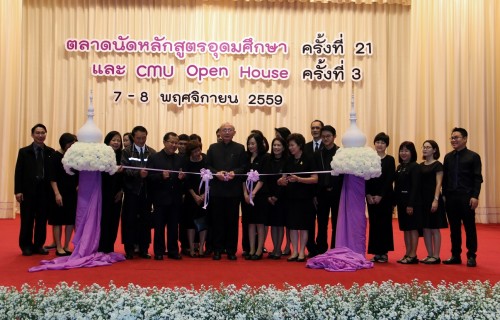 ตลาดนัดหลักสูตรอุดมศึกษา ครั้งที่ 21
และ CMU Open House ครั้งที่ 3
7 - 8 พฤศจิกายน 2559